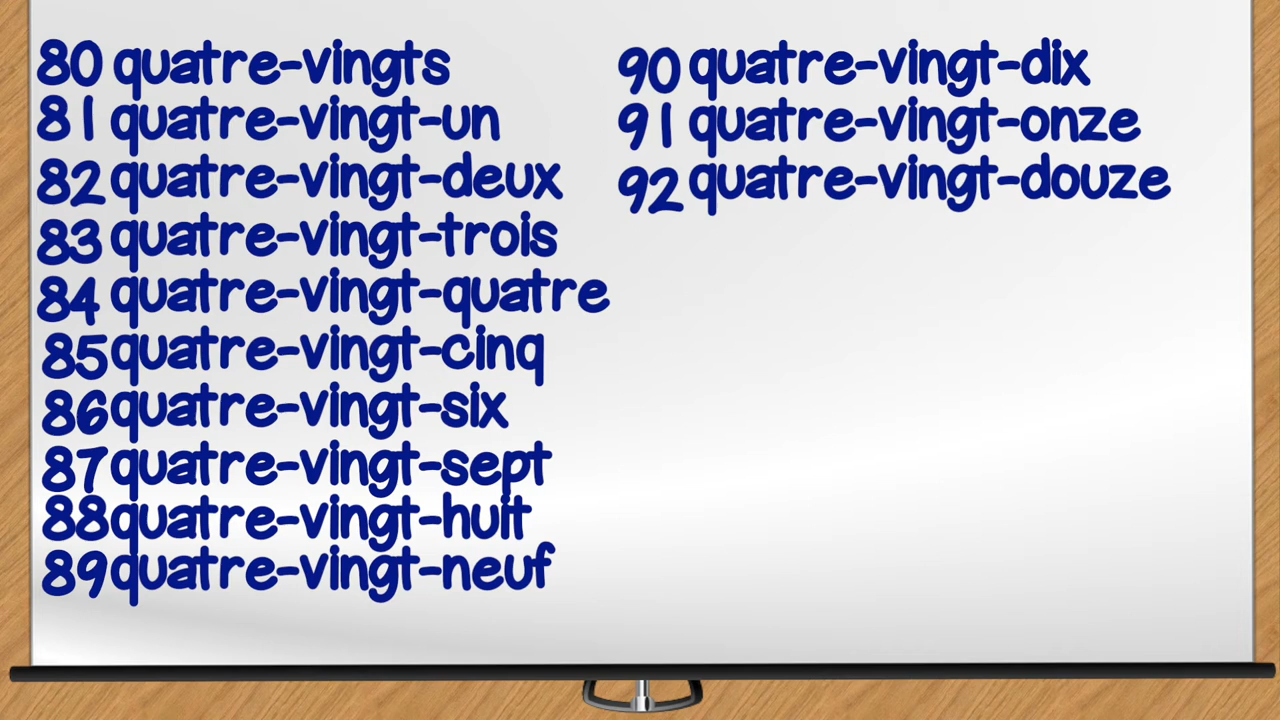 80 quatre-vingts
81 quatre-vingt-un
82 quatre-vingt-deux
83 quatre-vingt-trois
84 quatre-vingt-quatre
85 quatre-vingt-cinq
86 quatre-vingt-six
87 quatre-vingt-sept
88 quatre-vingt-huit
89 quatre-vingt-neuf
90 quatre-vingt-dix
91 quatre-vingt-onze
92 quatre-vingt-douze